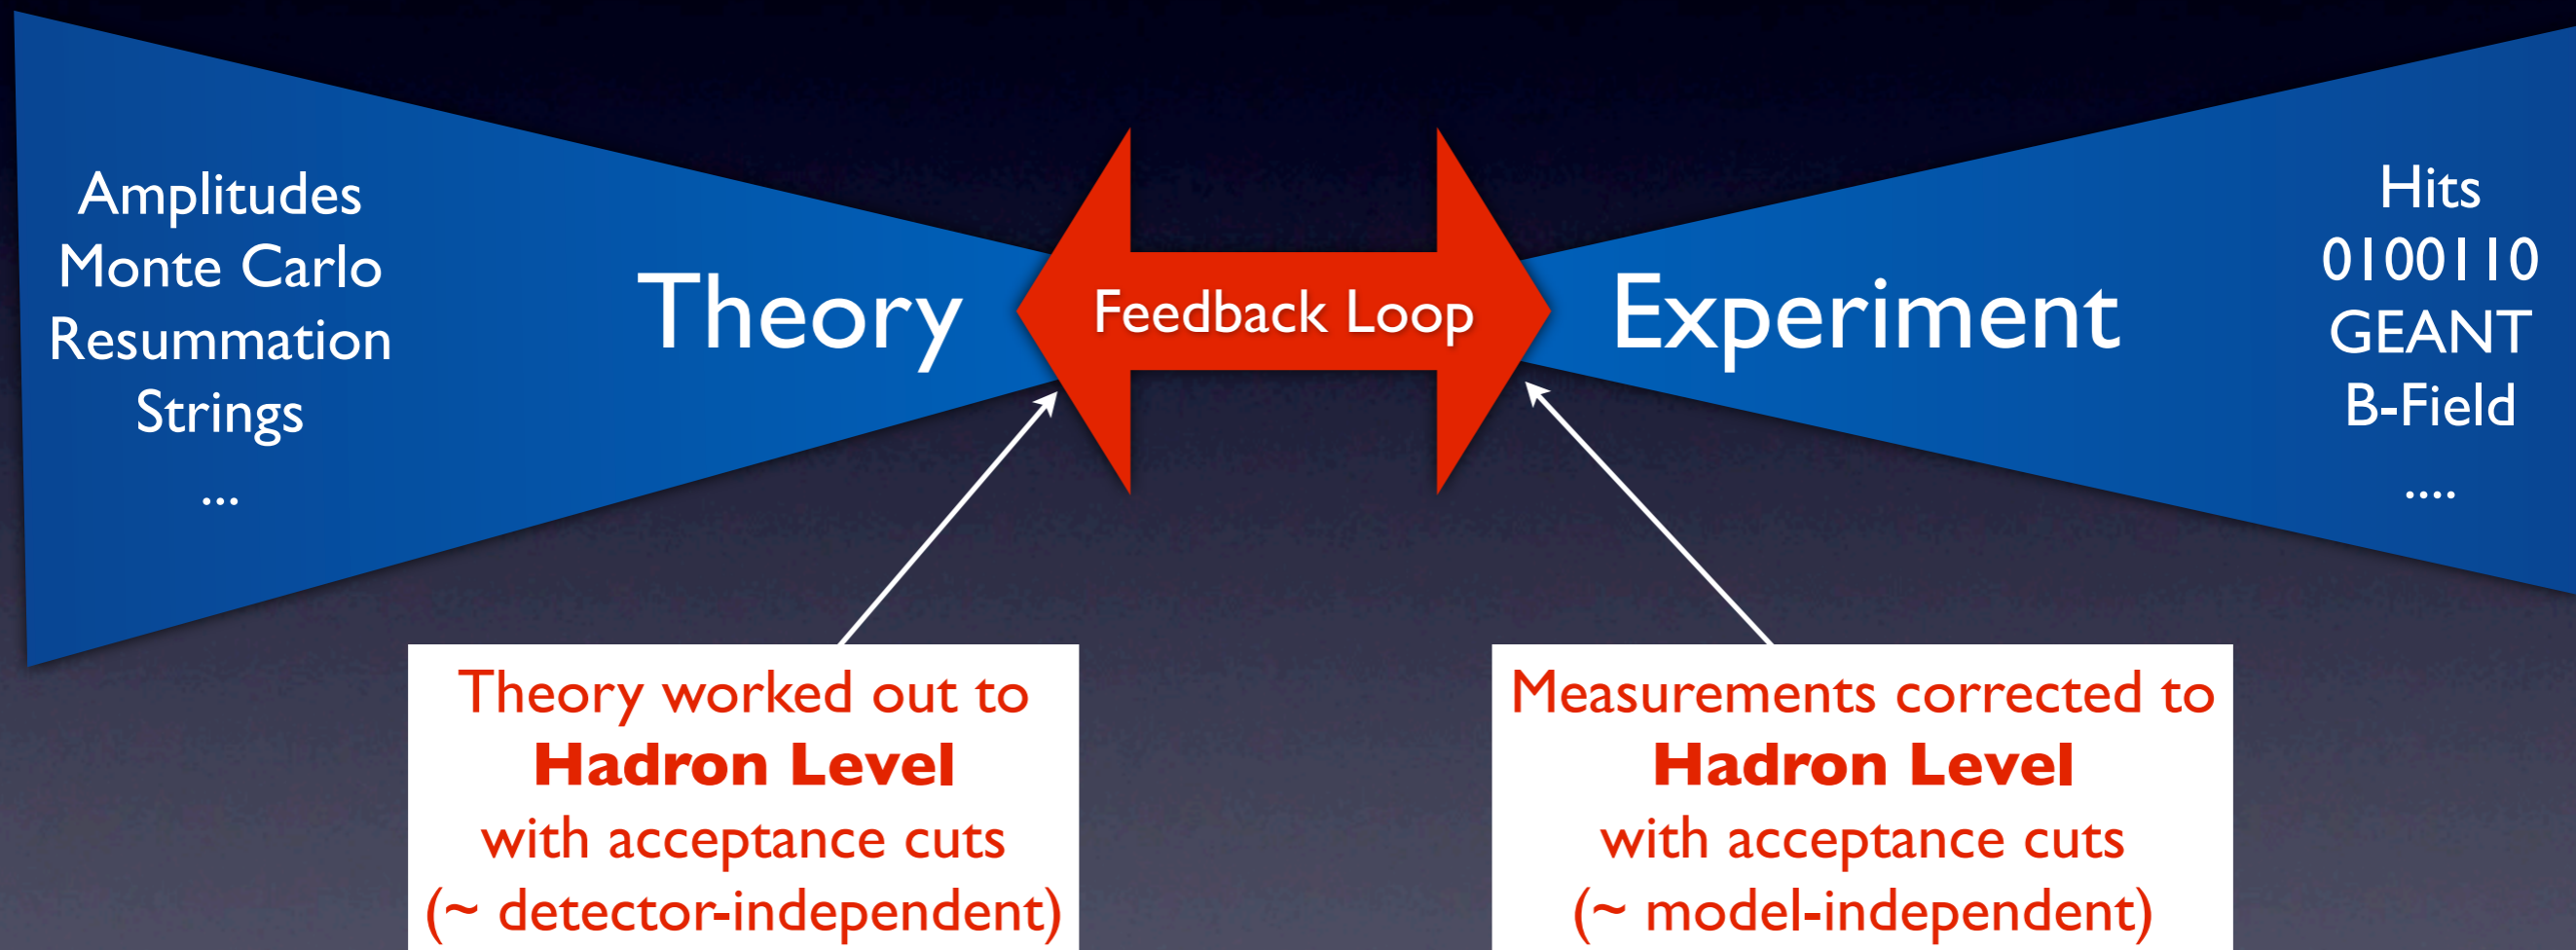 Amplitudes
Monte Carlo
Resummation
Strings
...
Theory
Feedback Loop
Experiment
Hits
0100110
GEANT
B-Field
....
Theory worked out to
Hadron Level
with acceptance cuts
(~ detector-independent)
Measurements corrected to
Hadron Level
with acceptance cuts
(~ model-independent)